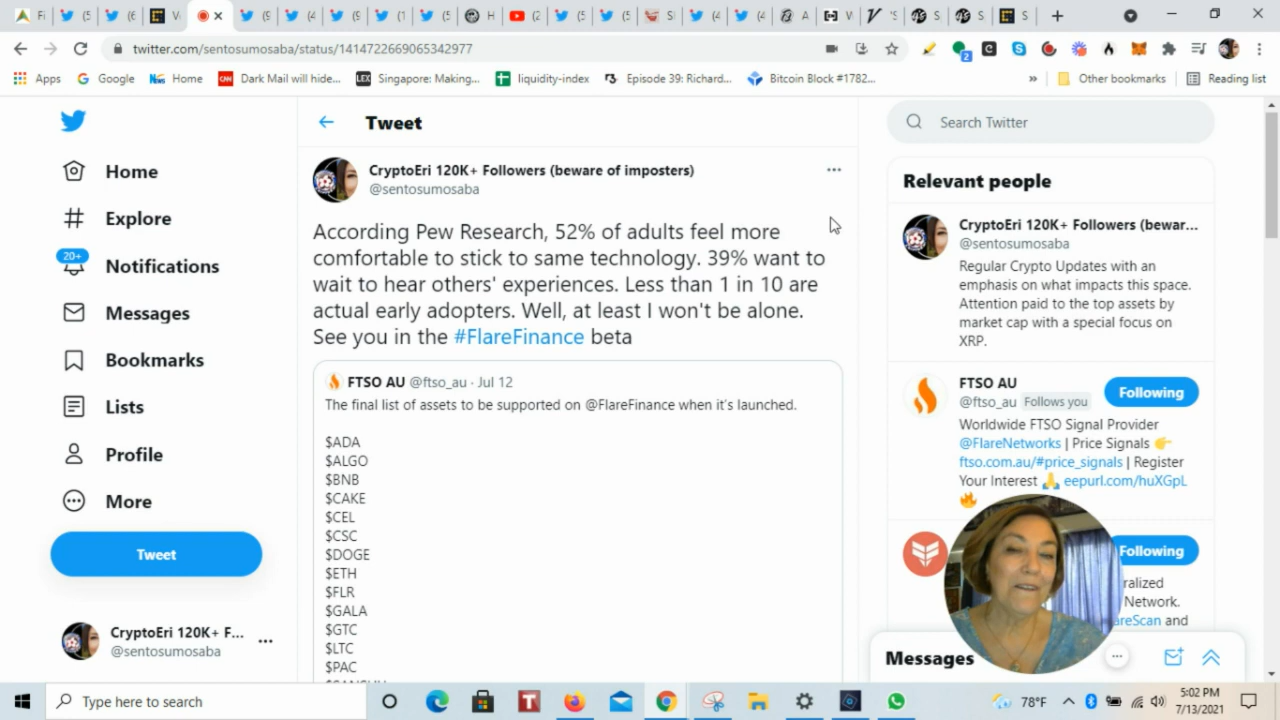 twitter.com/sentosumosaba/status/1414722669065342977
Apps
Google
Home
Dark Mail will hide...
Singapore: Making...
liquidity-index
Episode 39: Richard...
Bitcoin Block #1782...
»
Other bookmarks
Reading list
Home
Explore
20+
Notifications
Messages
Bookmarks
Lists
Profile
More
Tweet
CryptoEri 120K+ F...
@sentosumosaba
Tweet
CryptoEri 120K+ Followers (beware of imposters)
@sentosumosaba
According Pew Research, 52% of adults feel more
comfortable to stick to same technology. 39% want to
wait to hear others' experiences. Less than 1 in 10 are
actual early adopters. Well, at least I won't be alone.
See you in the #FlareFinance beta
FTSO AU @ftso_au · Jul 12
The final list of assets to be supported on @FlareFinance when it's launched.
$ADA
$ALGO
$BNB
$CAKE
$CEL
$CSC
$DOGE
$ETH
$FLR
$GALA
$GTC
$LTC
$PAC
Search Twitter
Relevant people
CryptoEri 120K+ Followers (bewar...
@sentosumosaba
Regular Crypto Updates with an
emphasis on what impacts this space.
Attention paid to the top assets by
market cap with a special focus on
XRP.
FTSO AU
@ftso_au Follows you
Following
Worldwide FTSO Signal Provider
@FlareNetworks | Price Signals 👉
ftso.com.au/#price_signals | Register
Your Interest 🙏 eepurl.com/huXGpL
🔥
Following
ralized
Network.
areScan and
Messages
Type here to search
78°F
5:02 PM
7/13/2021